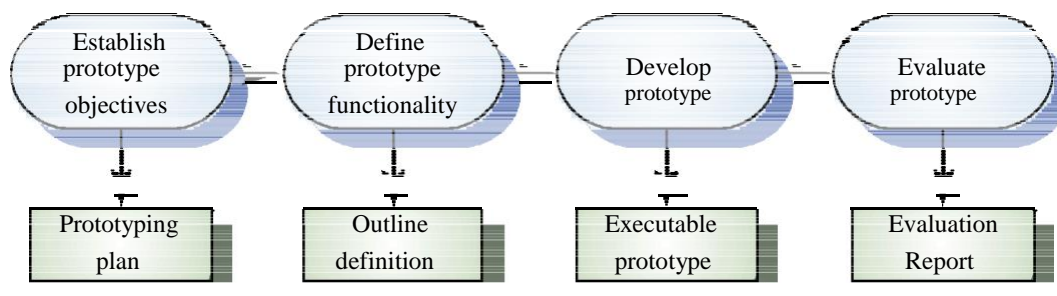 Establish
prototype
objectives
Define
prototype
functionality
Develop
prototype
Evaluate
prototype
Prototyping
plan
Outline
definition
Executable
prototype
Evaluation
Report